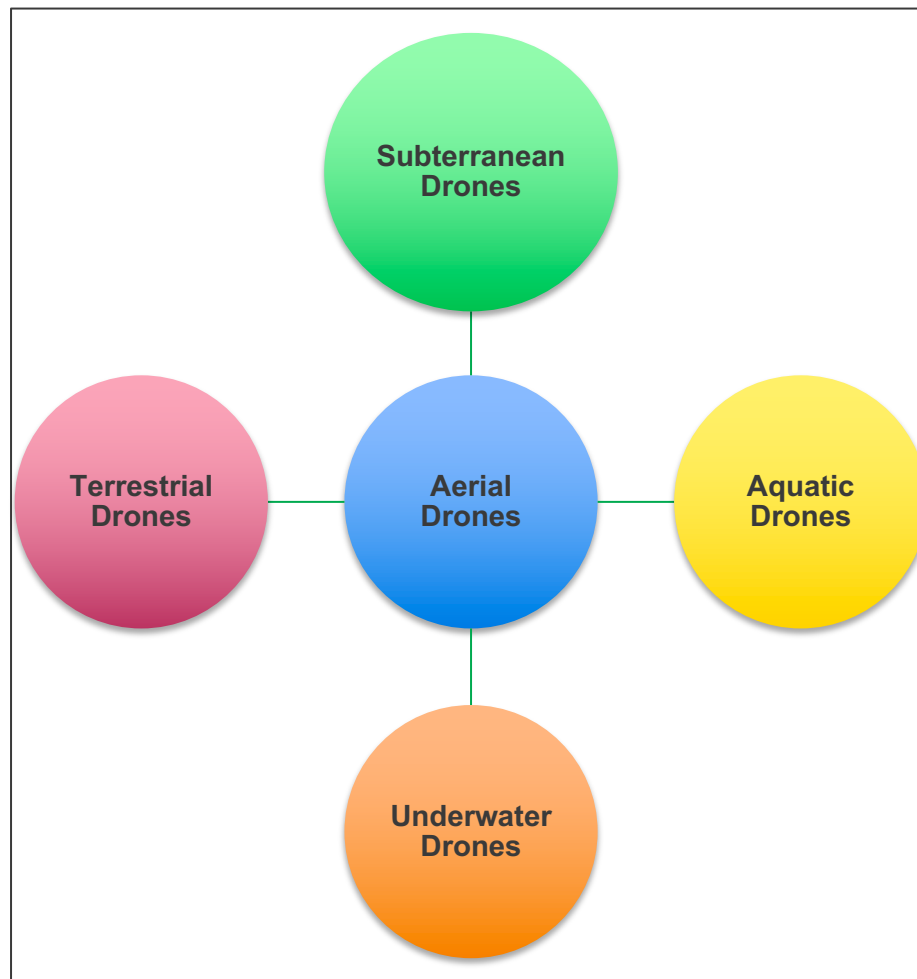 Subterranean
Drones
Terrestrial
Drones
Aerial
Drones
Aquatic
Drones
Underwater
Drones